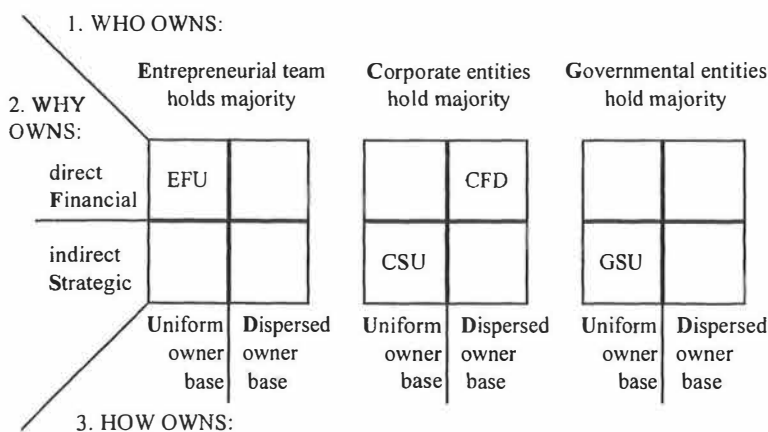 1. WHO OWNS:
Entrepreneurial team
holds majority
Corporate entities
hold majority
Governmental entities
hold majority
2. WHY
OWNS:
direct
Financial
EFU
CFD
indirect
Strategic
CSU
GSU
Uniform
owner
base
Dispersed
owner
base
Uniform
owner
base
Dispersed
owner
base
Uniform
owner
base
Dispersed
owner
base
3. HOW OWNS: